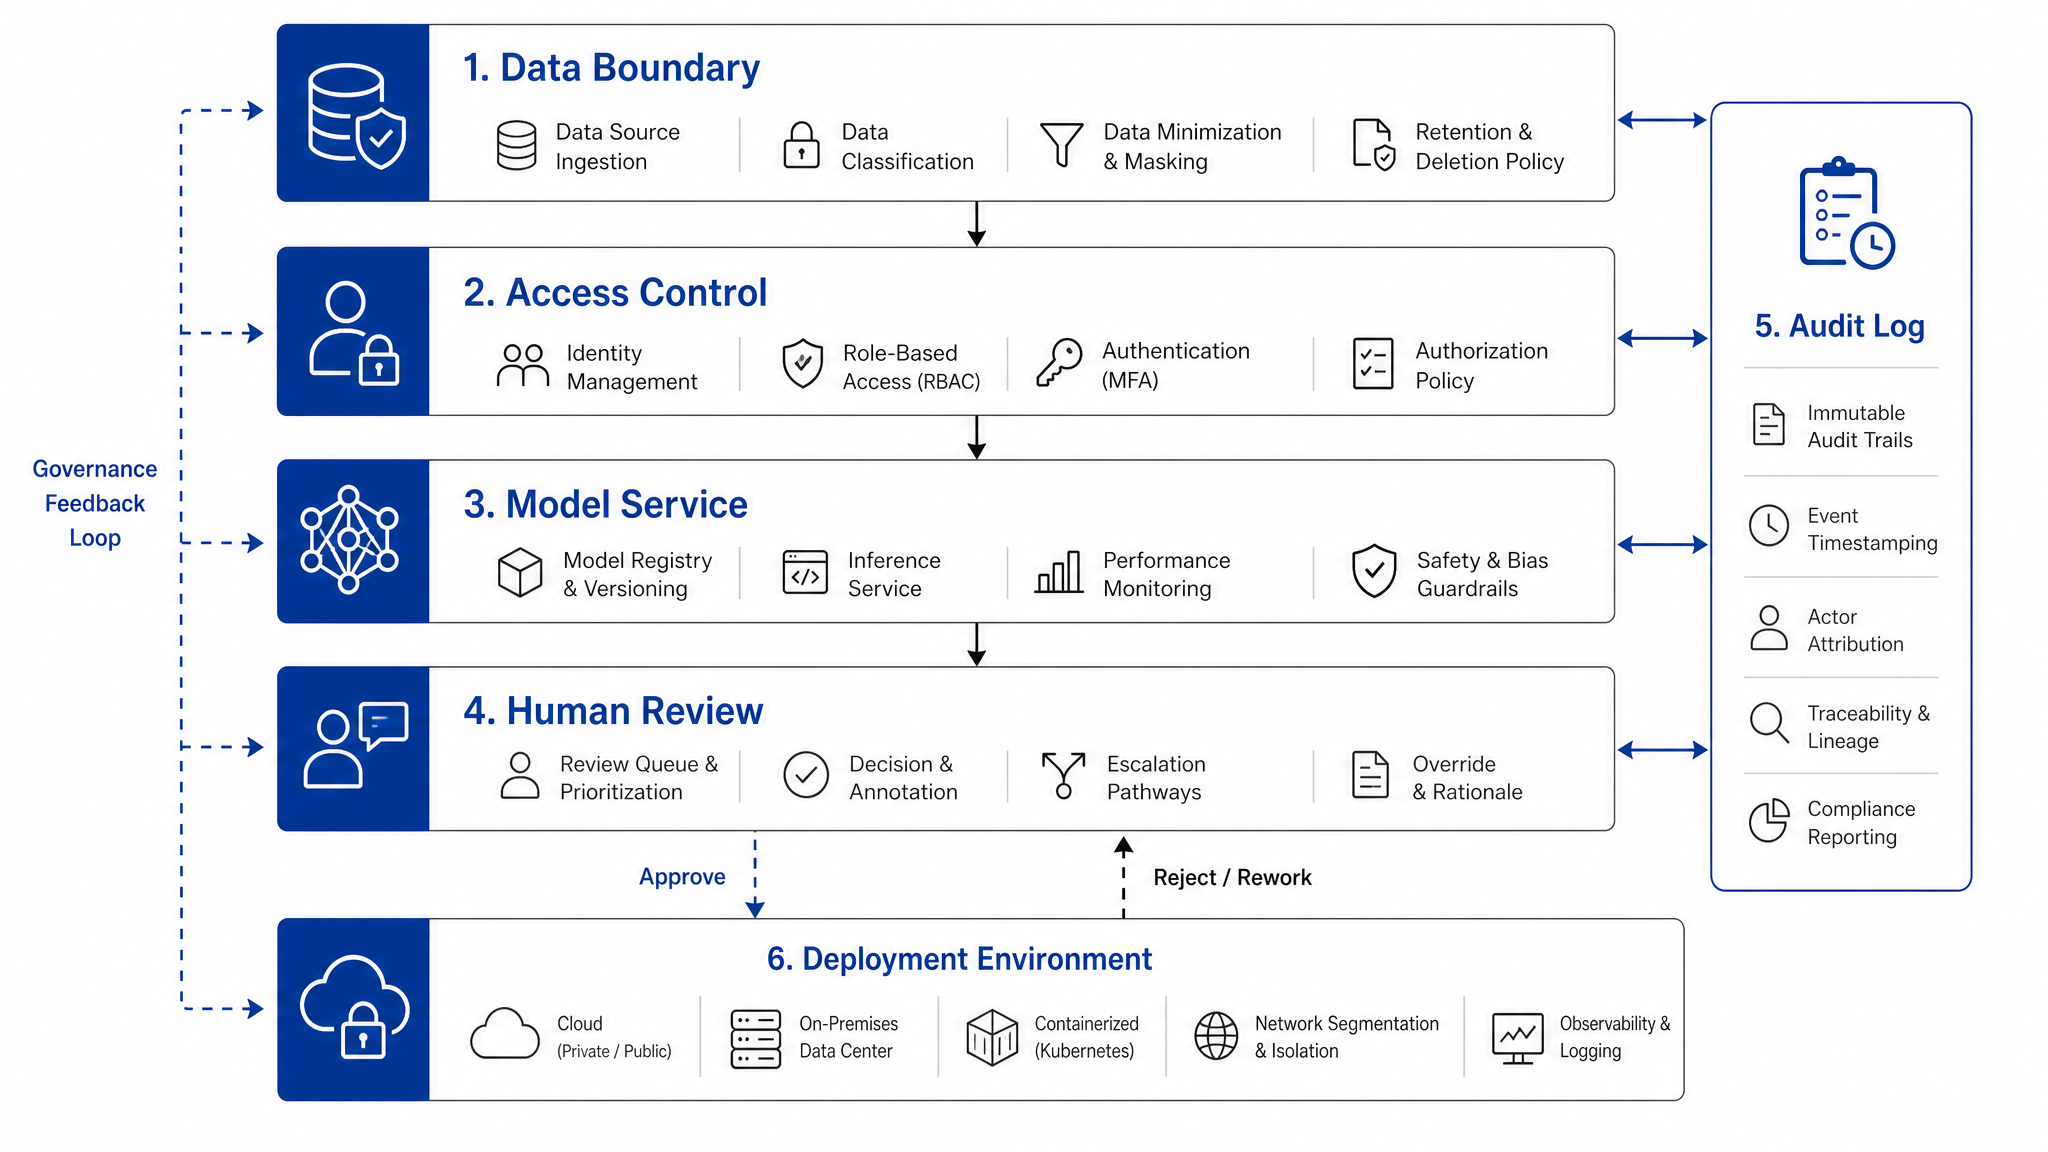 1. Data Boundary
Data Source
Ingestion
Data
Classification
Data Minimization
& Masking
Retention &
Deletion Policy
2. Access Control
Identity
Management
Role-Based
Access (RBAC)
Authentication
(MFA)
Authorization
Policy
Governance
Feedback
Loop
3. Model Service
Model Registry
& Versioning
Inference
Service
Performance
Monitoring
Safety & Bias
Guardrails
4. Human Review
Review Queue &
Prioritization
Decision &
Annotation
Escalation
Pathways
Override
& Rationale
5. Audit Log
Immutable
Audit Trails
Event
Timestamping
Actor
Attribution
Traceability &
Lineage
Compliance
Reporting
Approve
Reject / Rework
6. Deployment Environment
Cloud
(Private / Public)
On-Premises
Data Center
Containerized
(Kubernetes)
Network Segmentation
& Isolation
Observability &
Logging